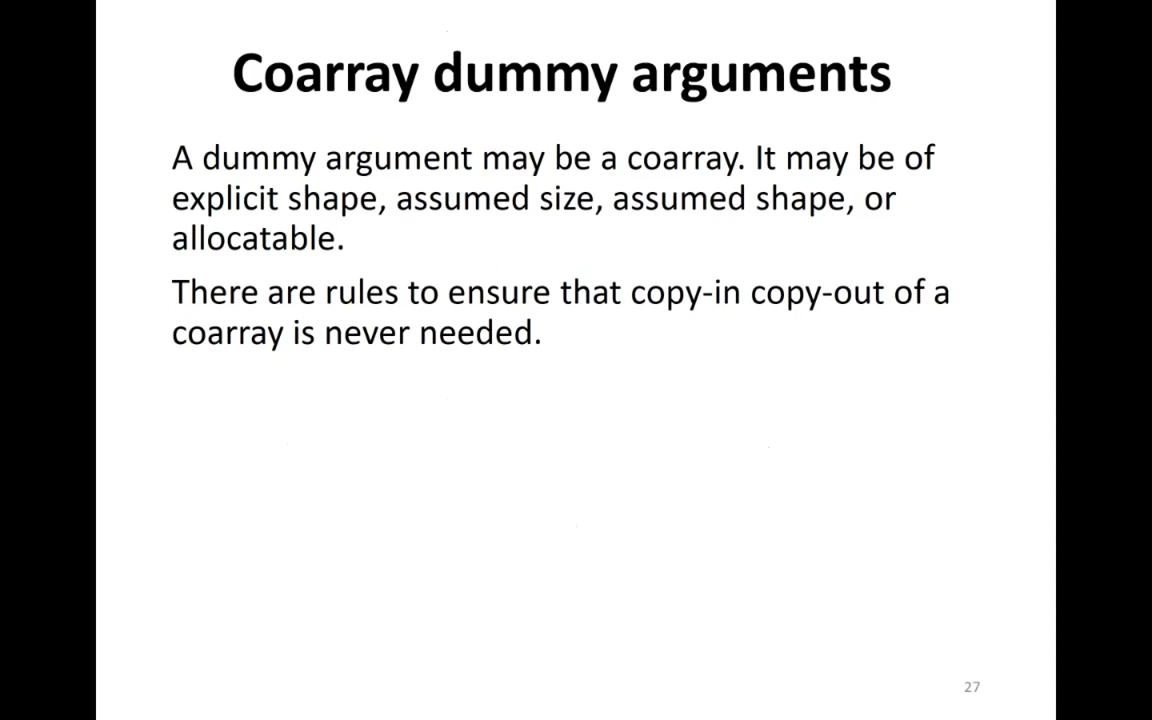 Coarray dummy arguments
A dummy argument may be a coarray. It may be of
explicit shape, assumed size, assumed shape, or
allocatable.
There are rules to ensure that copy-in copy-out of a
coarray is never needed.
27